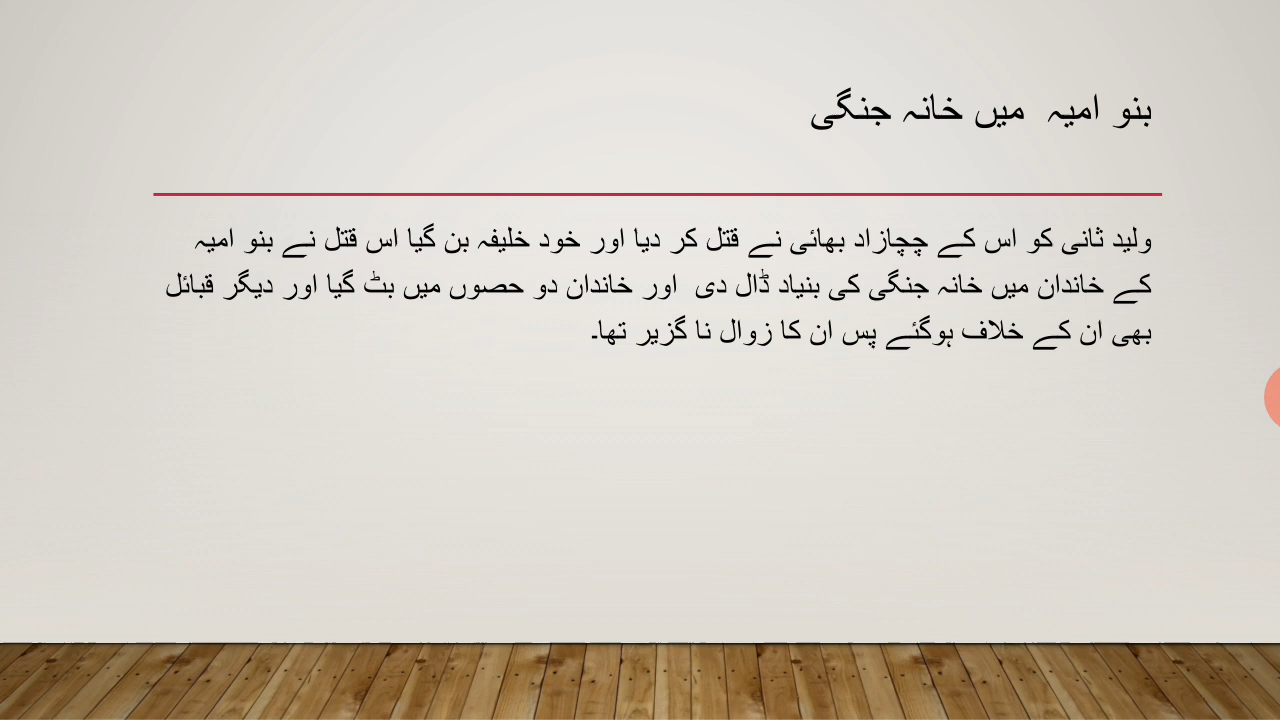 بنو امیہ میں خانہ جنگی
ولید ثانی کو اس کے چچازاد بھائی نے قتل کر دیا اور خود خلیفہ بن گیا اس قتل نے بنو امیہ
کے خاندان میں خانہ جنگی کی بنیاد ڈال دی اور خاندان دو حصوں میں بٹ گیا اور دیگر قبائل
بھی ان کے خلاف ہوگئے پس ان کا زوال نا گزیر تھا۔